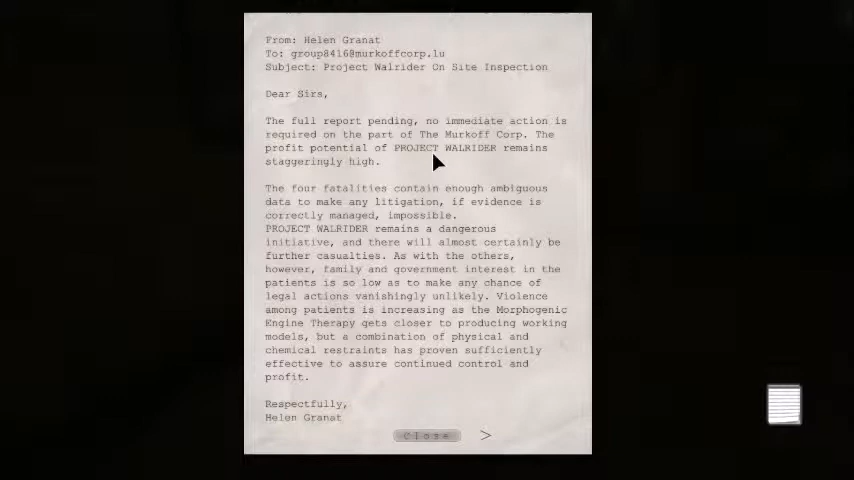 From: Helen Granat
To: group8416@murkoffcorp.lu
Subject: Project Walrider On Site Inspection
Dear Sirs,
The full report pending, no immediate action is
required on the part of The Murkoff Corp. The
profit potential of PROJECT WALRIDER remains
staggeringly high.
The four fatalities contain enough ambiguous
data to make any litigation, if evidence is
correctly managed, impossible.
PROJECT WALRIDER remains a dangerous
initiative, and there will almost certainly be
further casualties. As with the others,
however, family and government interest in the
patients is so low as to make any chance of
legal actions vanishingly unlikely. Violence
among patients is increasing as the Morphogenic
Engine Therapy gets closer to producing working
models, but a combination of physical and
chemical restraints has proven sufficiently
effective to assure continued control and
profit.
Respectfully,
Helen Granat
Close >